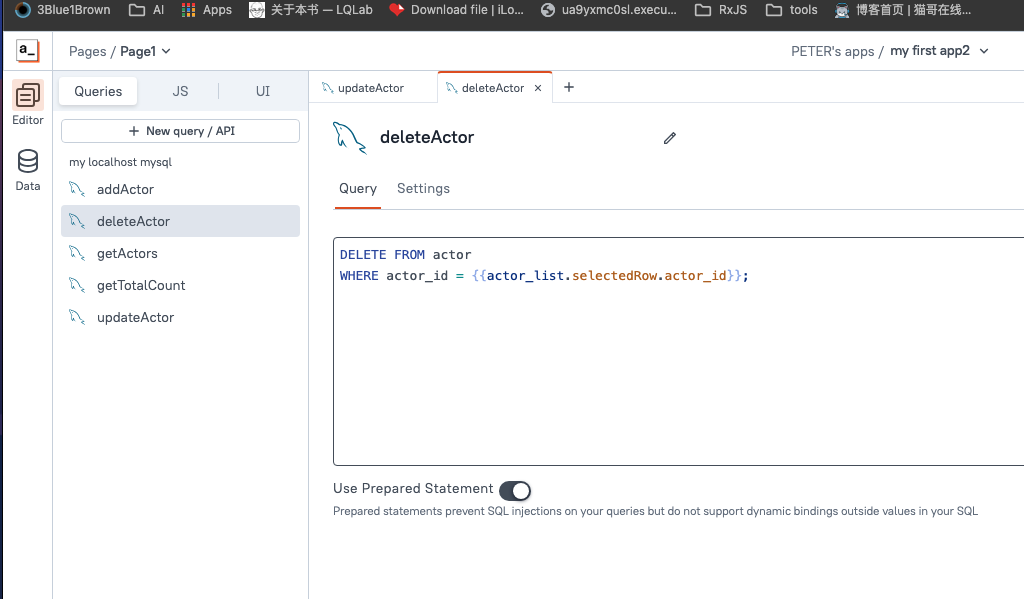 3Blue1Brown AI Apps 关于本书 — LQLab Download file | iLo... ua9yxmc0sl.execu... RxJS tools 博客首页 | 猫哥在线...
a_ Pages / Page1 PETER's apps / my first app2
Editor
Data
Queries JS UI
New query / API
my localhost mysql
addActor
deleteActor
getActors
getTotalCount
updateActor
updateActor deleteActor × +
deleteActor
Query Settings
DELETE FROM actor
WHERE actor_id = {{actor_list.selectedRow.actor_id}};
Use Prepared Statement
Prepared statements prevent SQL injections on your queries but do not support dynamic bindings outside values in your SQL